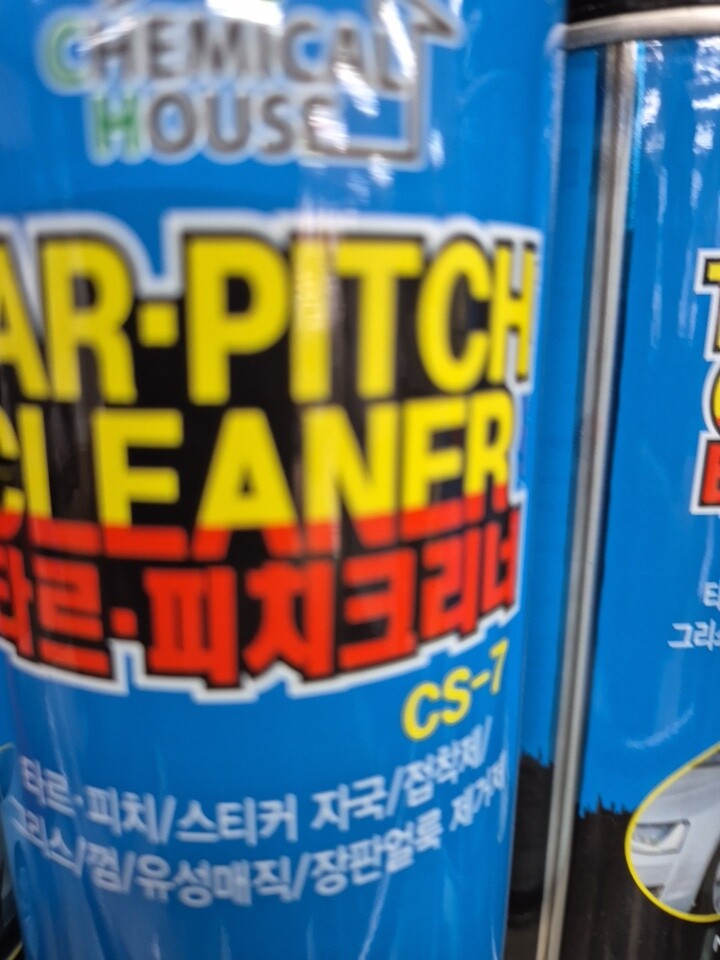 CHEMICAL
HOUSE
AR·PITCH
CLEANER
타르·피치크리너
CS-7
타르·피치/스티커 자국/접착제/
그리스/껌/유성매직/장판얼룩 제거제